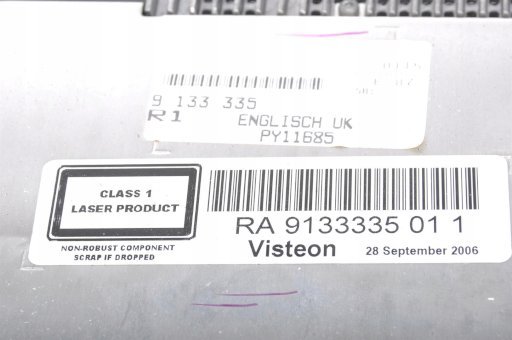 9 133 335
R1 ENGLISCH UK
PY11685
CLASS 1
LASER PRODUCT
NON-ROBUST COMPONENT
SCRAP IF DROPPED
RA 9133335 01 1
Visteon 28 September 2006